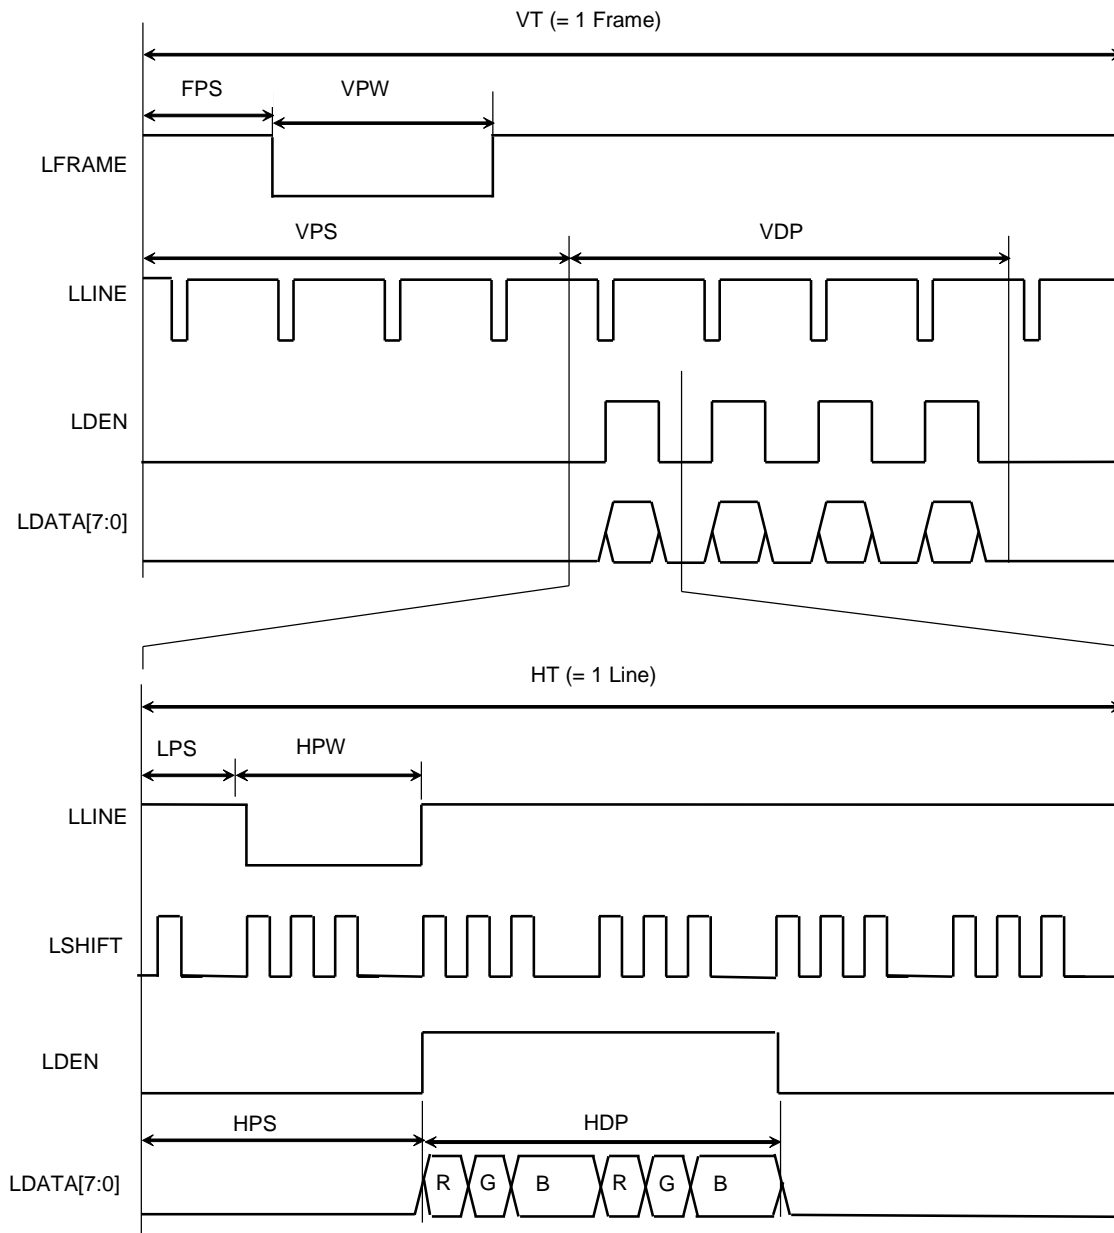 VT (= 1 Frame)
FPS
VPW
LFRAME
VPS
VDP
LLINE
LDEN
LDATA[7:0]
HT (= 1 Line)
LPS
HPW
LLINE
LSHIFT
LDEN
HPS
HDP
LDATA[7:0]
R G B R G B